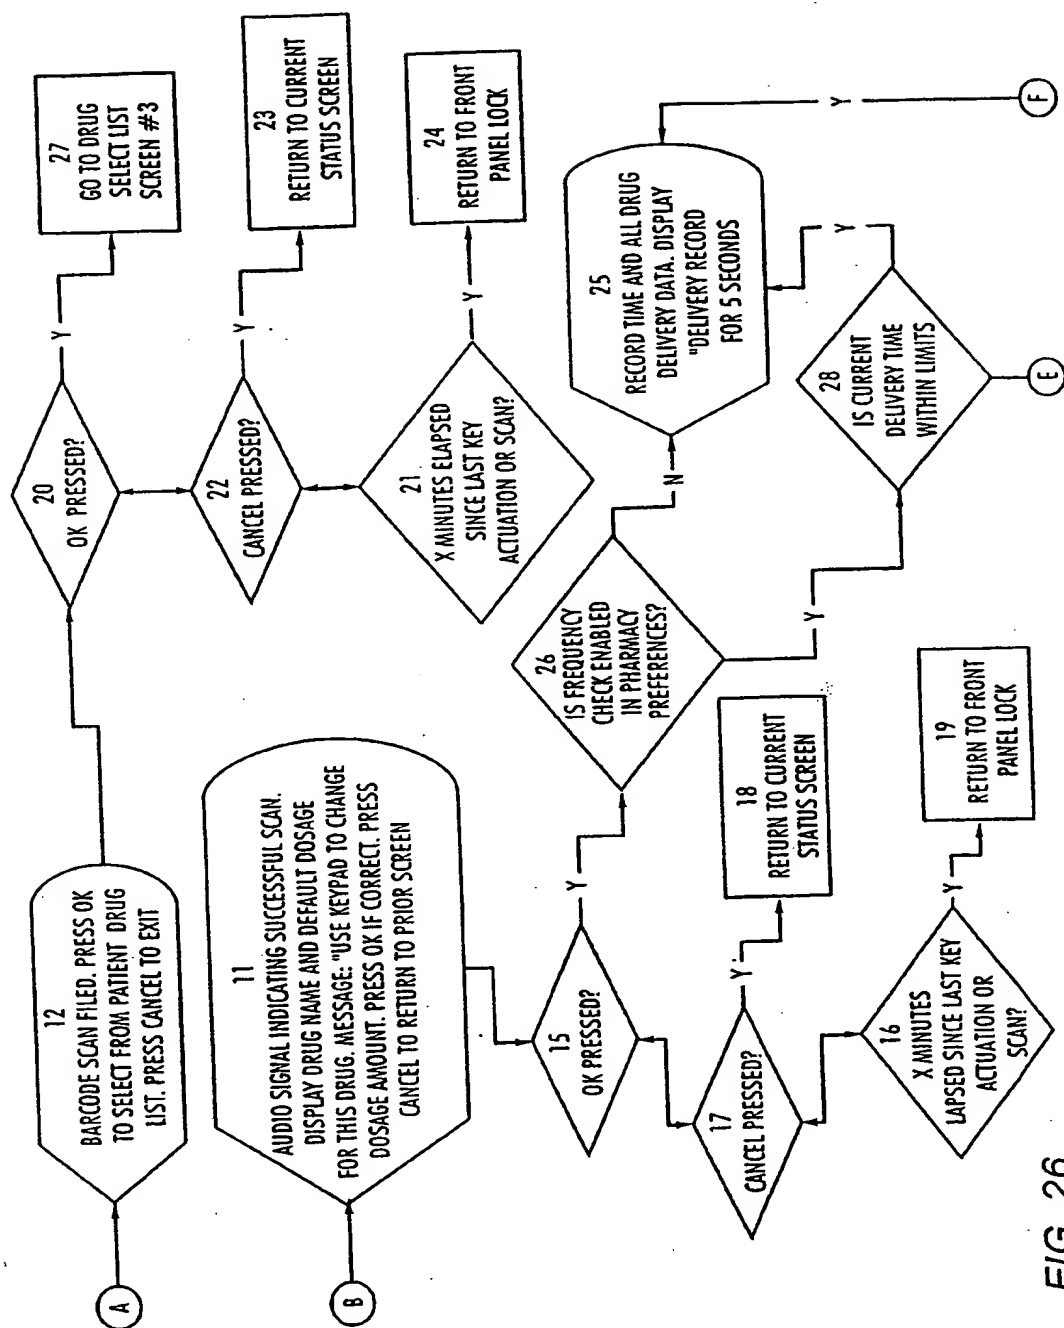 A
12
BARCODE SCAN FILED. PRESS OK
TO SELECT FROM PATIENT DRUG
LIST. PRESS CANCEL TO EXIT
20
OK PRESSED?
Y
27
GO TO DRUG
SELECT LIST
SCREEN #3
22
CANCEL PRESSED?
Y
23
RETURN TO CURRENT
STATUS SCREEN
21
X MINUTES ELAPSED
SINCE LAST KEY
ACTUATION OR SCAN?
Y
24
RETURN TO FRONT
PANEL LOCK
B
11
AUDIO SIGNAL INDICATING SUCCESSFUL SCAN.
DISPLAY DRUG NAME AND DEFAULT DOSAGE
FOR THIS DRUG. MESSAGE: "USE KEYPAD TO CHANGE
DOSAGE AMOUNT. PRESS OK IF CORRECT. PRESS
CANCEL TO RETURN TO PRIOR SCREEN
15
OK PRESSED?
Y
26
IS FREQUENCY
CHECK ENABLED
IN PHARMACY
PREFERENCES?
N
Y
25
RECORD TIME AND ALL DRUG
DELIVERY DATA. DISPLAY
"DELIVERY RECORD
FOR 5 SECONDS
Y
F
28
IS CURRENT
DELIVERY TIME
WITHIN LIMITS
Y
E
17
CANCEL PRESSED?
Y
18
RETURN TO CURRENT
STATUS SCREEN
16
X MINUTES
LAPSED SINCE LAST KEY
ACTUATION OR
SCAN?
Y
19
RETURN TO FRONT
PANEL LOCK
FIG. 26